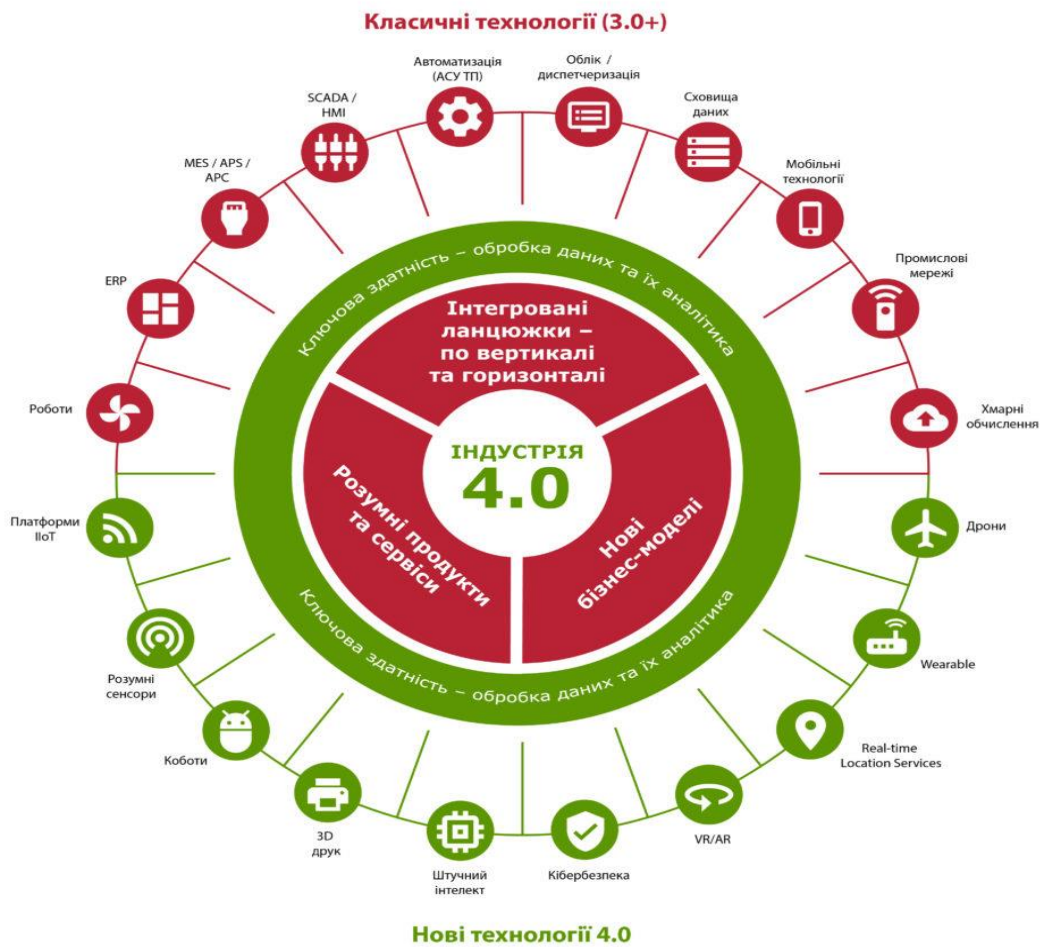 Класичні технології (3.0+)
Автоматизація
(АСУ ТП)
Облік /
диспетчеризація
SCADA /
HMI
Сховища
даних
MES / APS /
APC
Мобільні
технології
ERP
Промислові
мережі
Роботи
Хмарні
обчислення
Ключова здатність – обробка даних та їх аналітика
Інтегровані
ланцюжки –
по вертикалі
та горизонталі
ІНДУСТРІЯ
4.0
Розумні продукти
та сервіси
Нові
бізнес-моделі
Ключова здатність – обробка даних та їх аналітика
Платформи
IIoT
Дрони
Розумні
сенсори
Wearable
Коботи
Real-time
Location Services
3D
друк
VR/AR
Штучний
інтелект
Кібербезпека
Нові технології 4.0